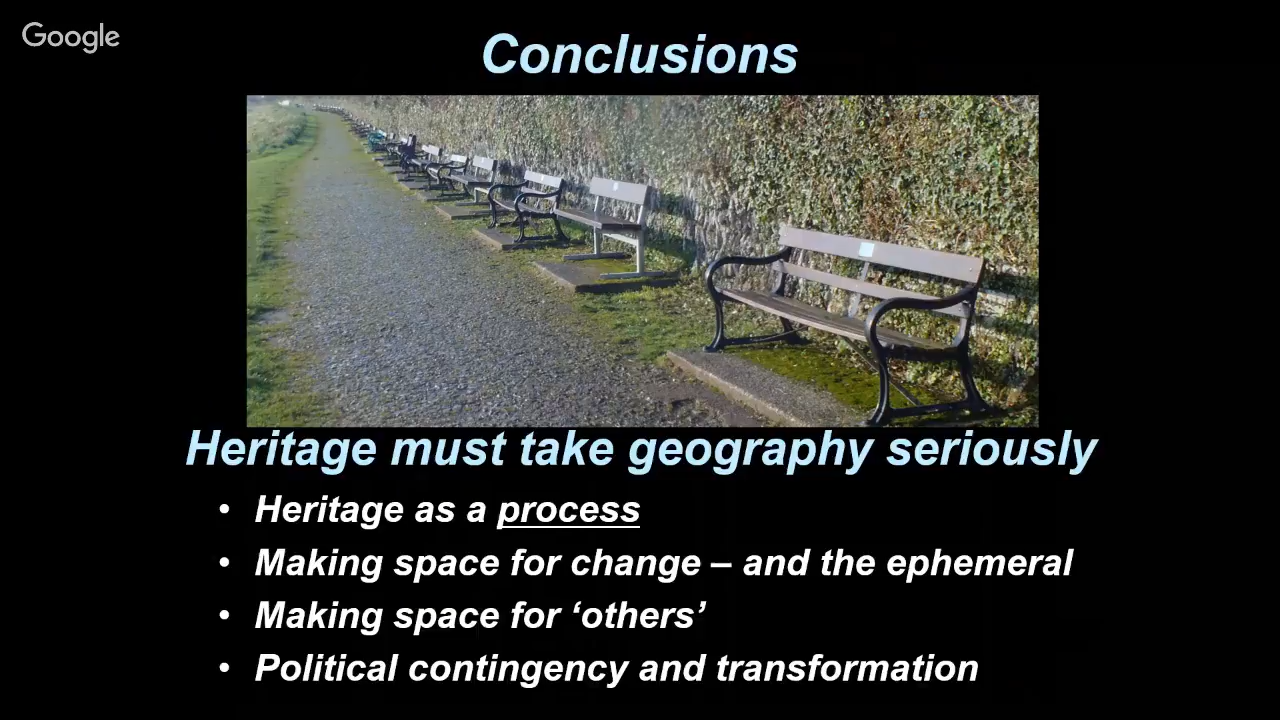 Google
Conclusions
Heritage must take geography seriously
• Heritage as a process
• Making space for change – and the ephemeral
• Making space for ‘others’
• Political contingency and transformation